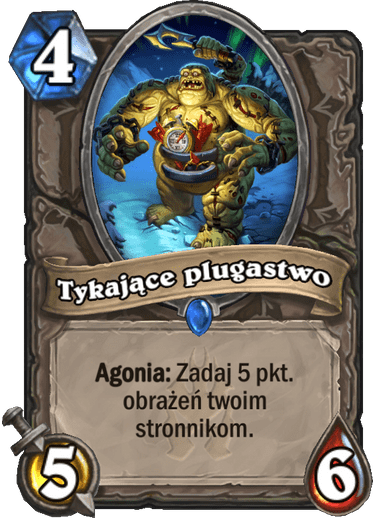 4
Tykające plugastwo
Agonia: Zadaj 5 pkt.
obrażeń twoim
stronnikom.
5
6